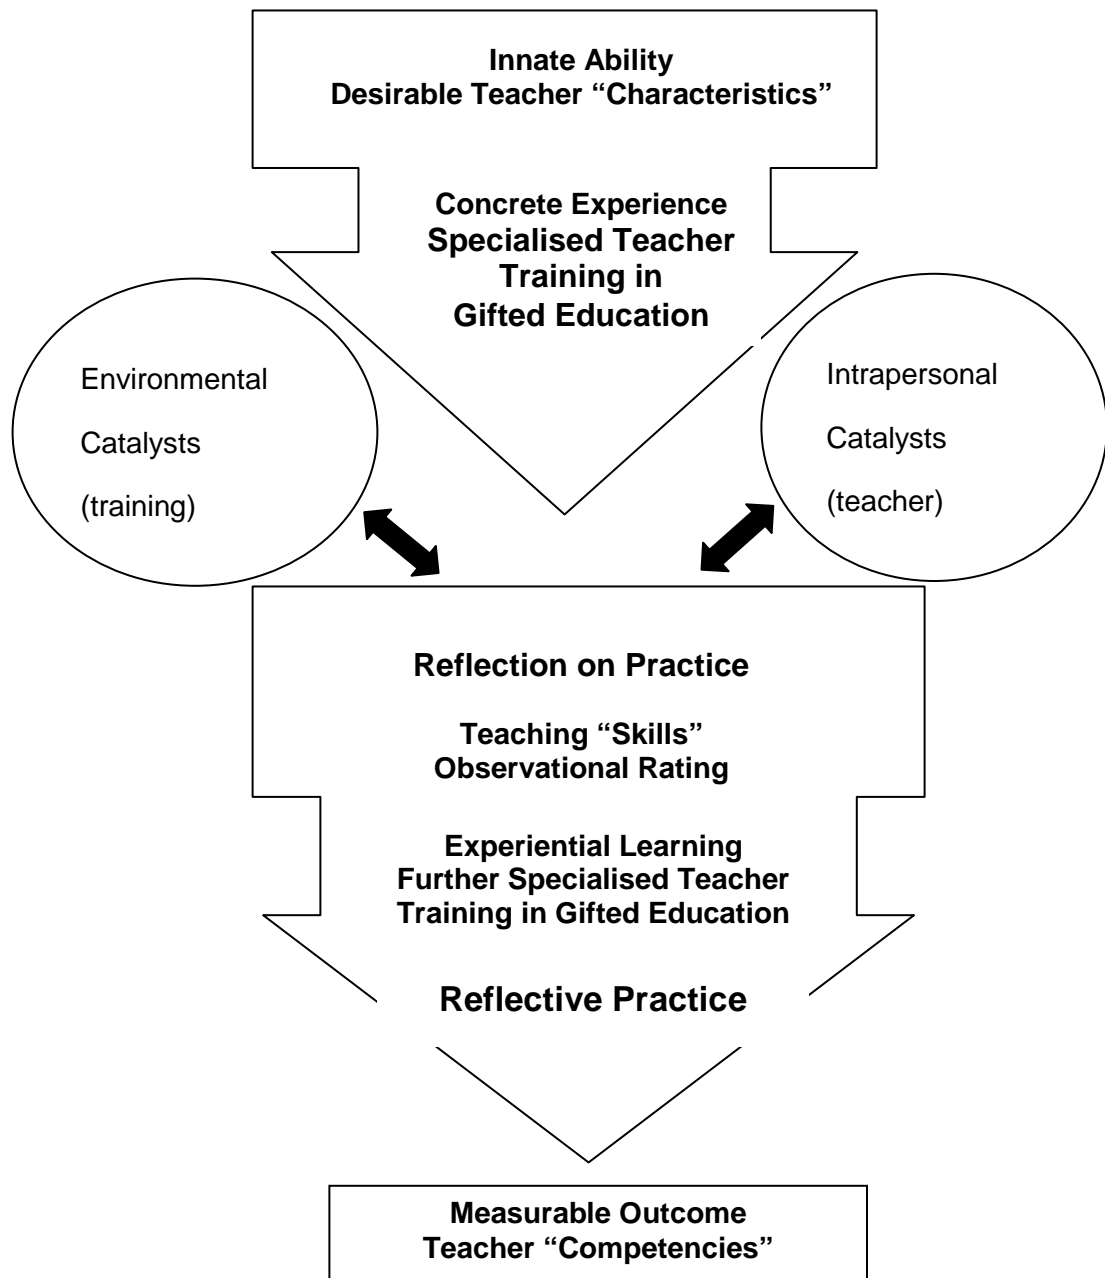 Innate Ability
Desirable Teacher “Characteristics”
Concrete Experience
Specialised Teacher
Training in
Gifted Education
Environmental
Catalysts
(training)
Intrapersonal
Catalysts
(teacher)
Reflection on Practice
Teaching “Skills”
Observational Rating
Experiential Learning
Further Specialised Teacher
Training in Gifted Education
Reflective Practice
Measurable Outcome
Teacher “Competencies”